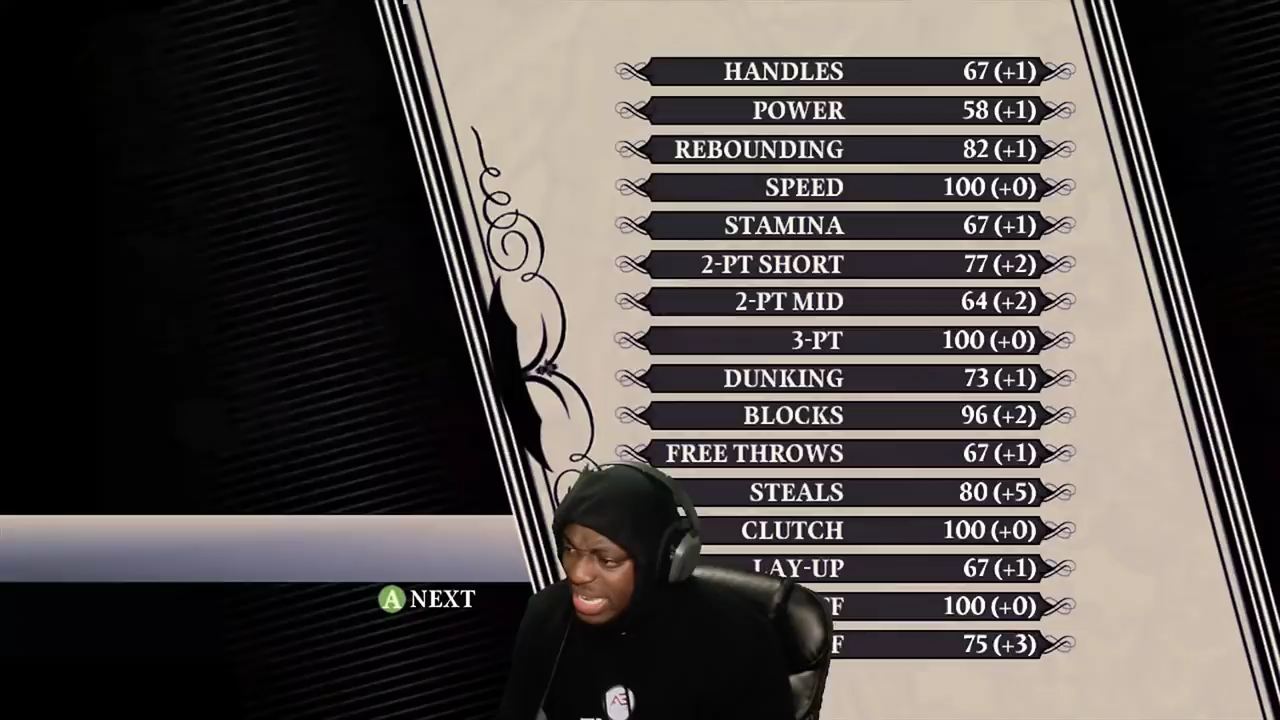 HANDLES 67 (+1)
POWER 58 (+1)
REBOUNDING 82 (+1)
SPEED 100 (+0)
STAMINA 67 (+1)
2-PT SHORT 77 (+2)
2-PT MID 64 (+2)
3-PT 100 (+0)
DUNKING 73 (+1)
BLOCKS 96 (+2)
FREE THROWS 67 (+1)
STEALS 80 (+5)
CLUTCH 100 (+0)
LAY-UP 67 (+1)
100 (+0)
A NEXT
75 (+3)